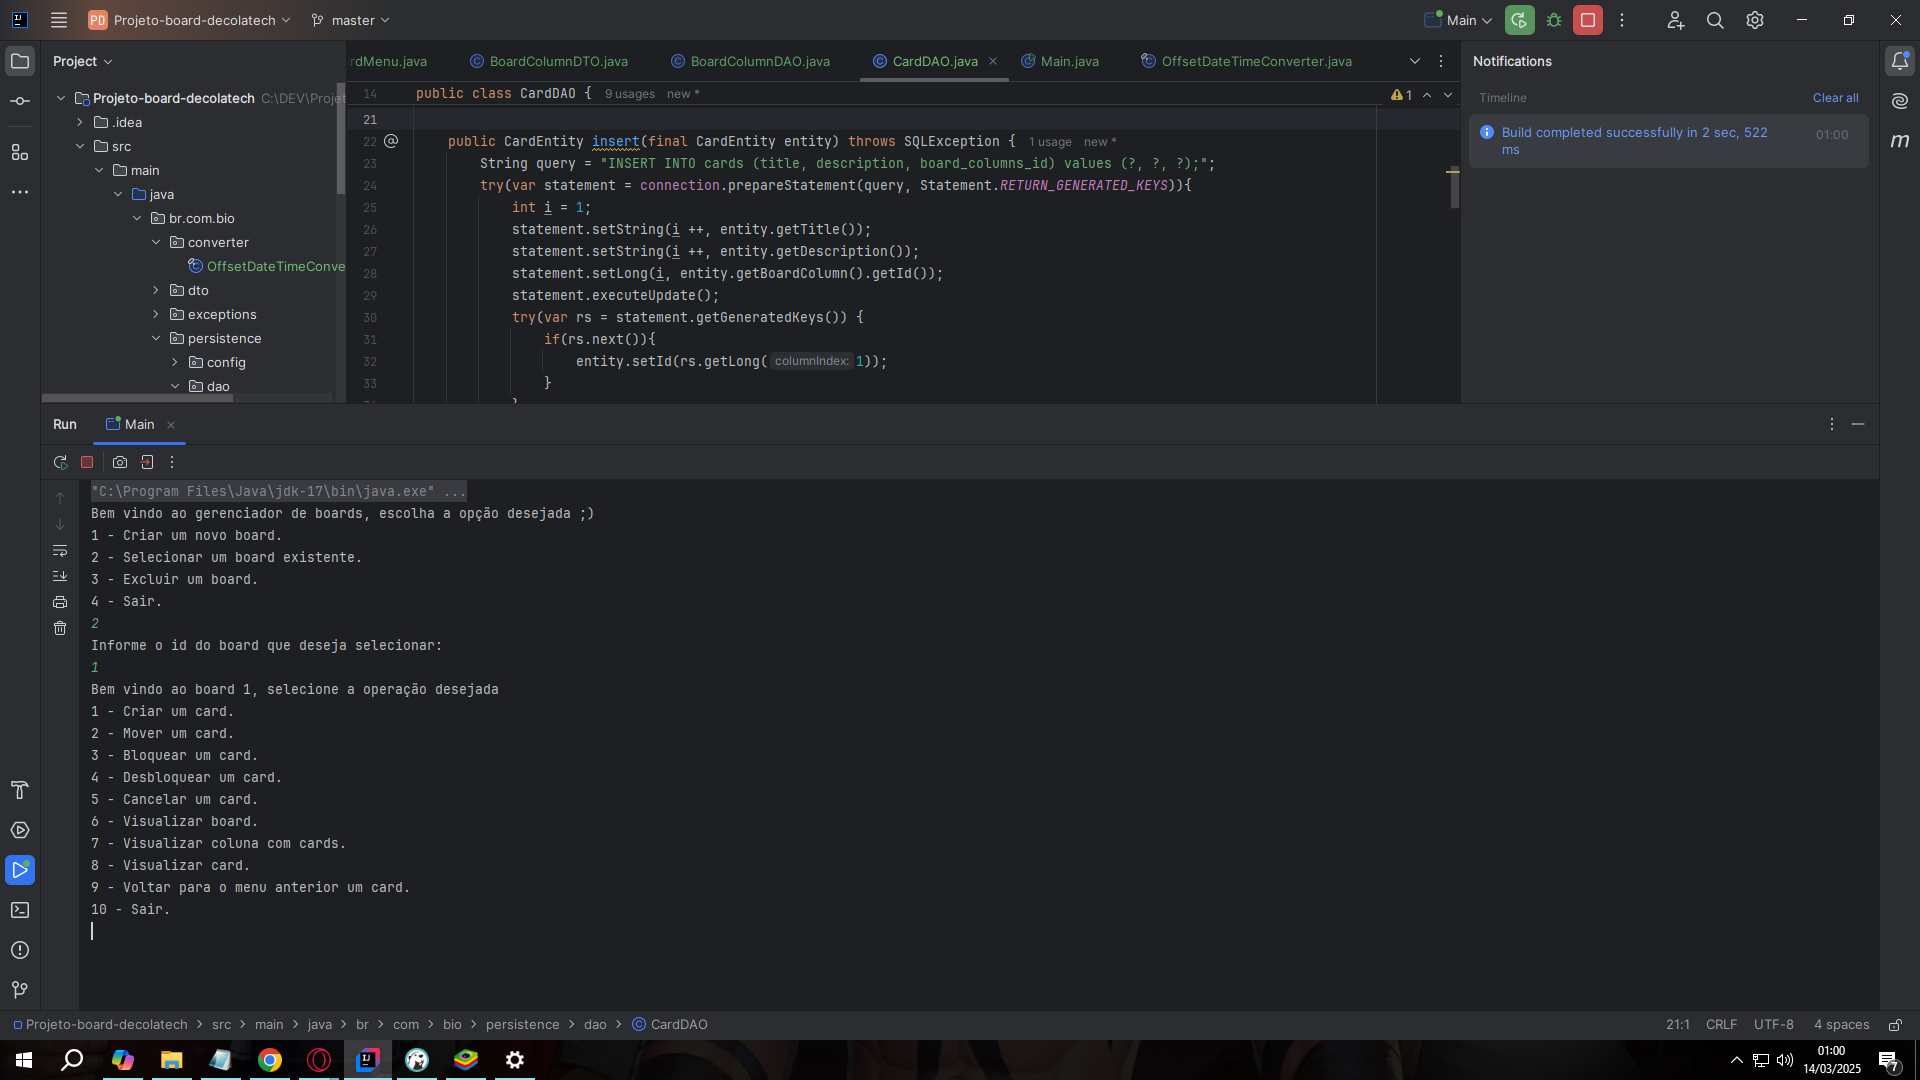 PD Projeto-board-decolatech master Main
Project
rdMenu.java BoardColumnDTO.java BoardColumnDAO.java CardDAO.java Main.java OffsetDateTimeConverter.java
Notifications
Projeto-board-decolatech C:\DEV\Projet
.idea
src
main
java
br.com.bio
converter
OffsetDateTimeConve
dto
exceptions
persistence
config
dao
14 public class CardDAO { 9 usages new *
1
21
22 @ public CardEntity insert(final CardEntity entity) throws SQLException { 1 usage new *
23 String query = "INSERT INTO cards (title, description, board_columns_id) values (?, ?, ?);";
24 try(var statement = connection.prepareStatement(query, Statement.RETURN_GENERATED_KEYS)){
25 int i = 1;
26 statement.setString(i ++, entity.getTitle());
27 statement.setString(i ++, entity.getDescription());
28 statement.setLong(i, entity.getBoardColumn().getId());
29 statement.executeUpdate();
30 try(var rs = statement.getGeneratedKeys()) {
31 if(rs.next()){
32 entity.setId(rs.getLong( columnIndex: 1));
33 }
Timeline Clear all
Build completed successfully in 2 sec, 522 01:00
ms
Run Main
"C:\Program Files\Java\jdk-17\bin\java.exe" ...
Bem vindo ao gerenciador de boards, escolha a opção desejada ;)
1 - Criar um novo board.
2 - Selecionar um board existente.
3 - Excluir um board.
4 - Sair.
2
Informe o id do board que deseja selecionar:
1
Bem vindo ao board 1, selecione a operação desejada
1 - Criar um card.
2 - Mover um card.
3 - Bloquear um card.
4 - Desbloquear um card.
5 - Cancelar um card.
6 - Visualizar board.
7 - Visualizar coluna com cards.
8 - Visualizar card.
9 - Voltar para o menu anterior um card.
10 - Sair.
Projeto-board-decolatech > src > main > java > br > com > bio > persistence > dao > CardDAO
21:1 CRLF UTF-8 4 spaces
01:00
14/03/2025
7